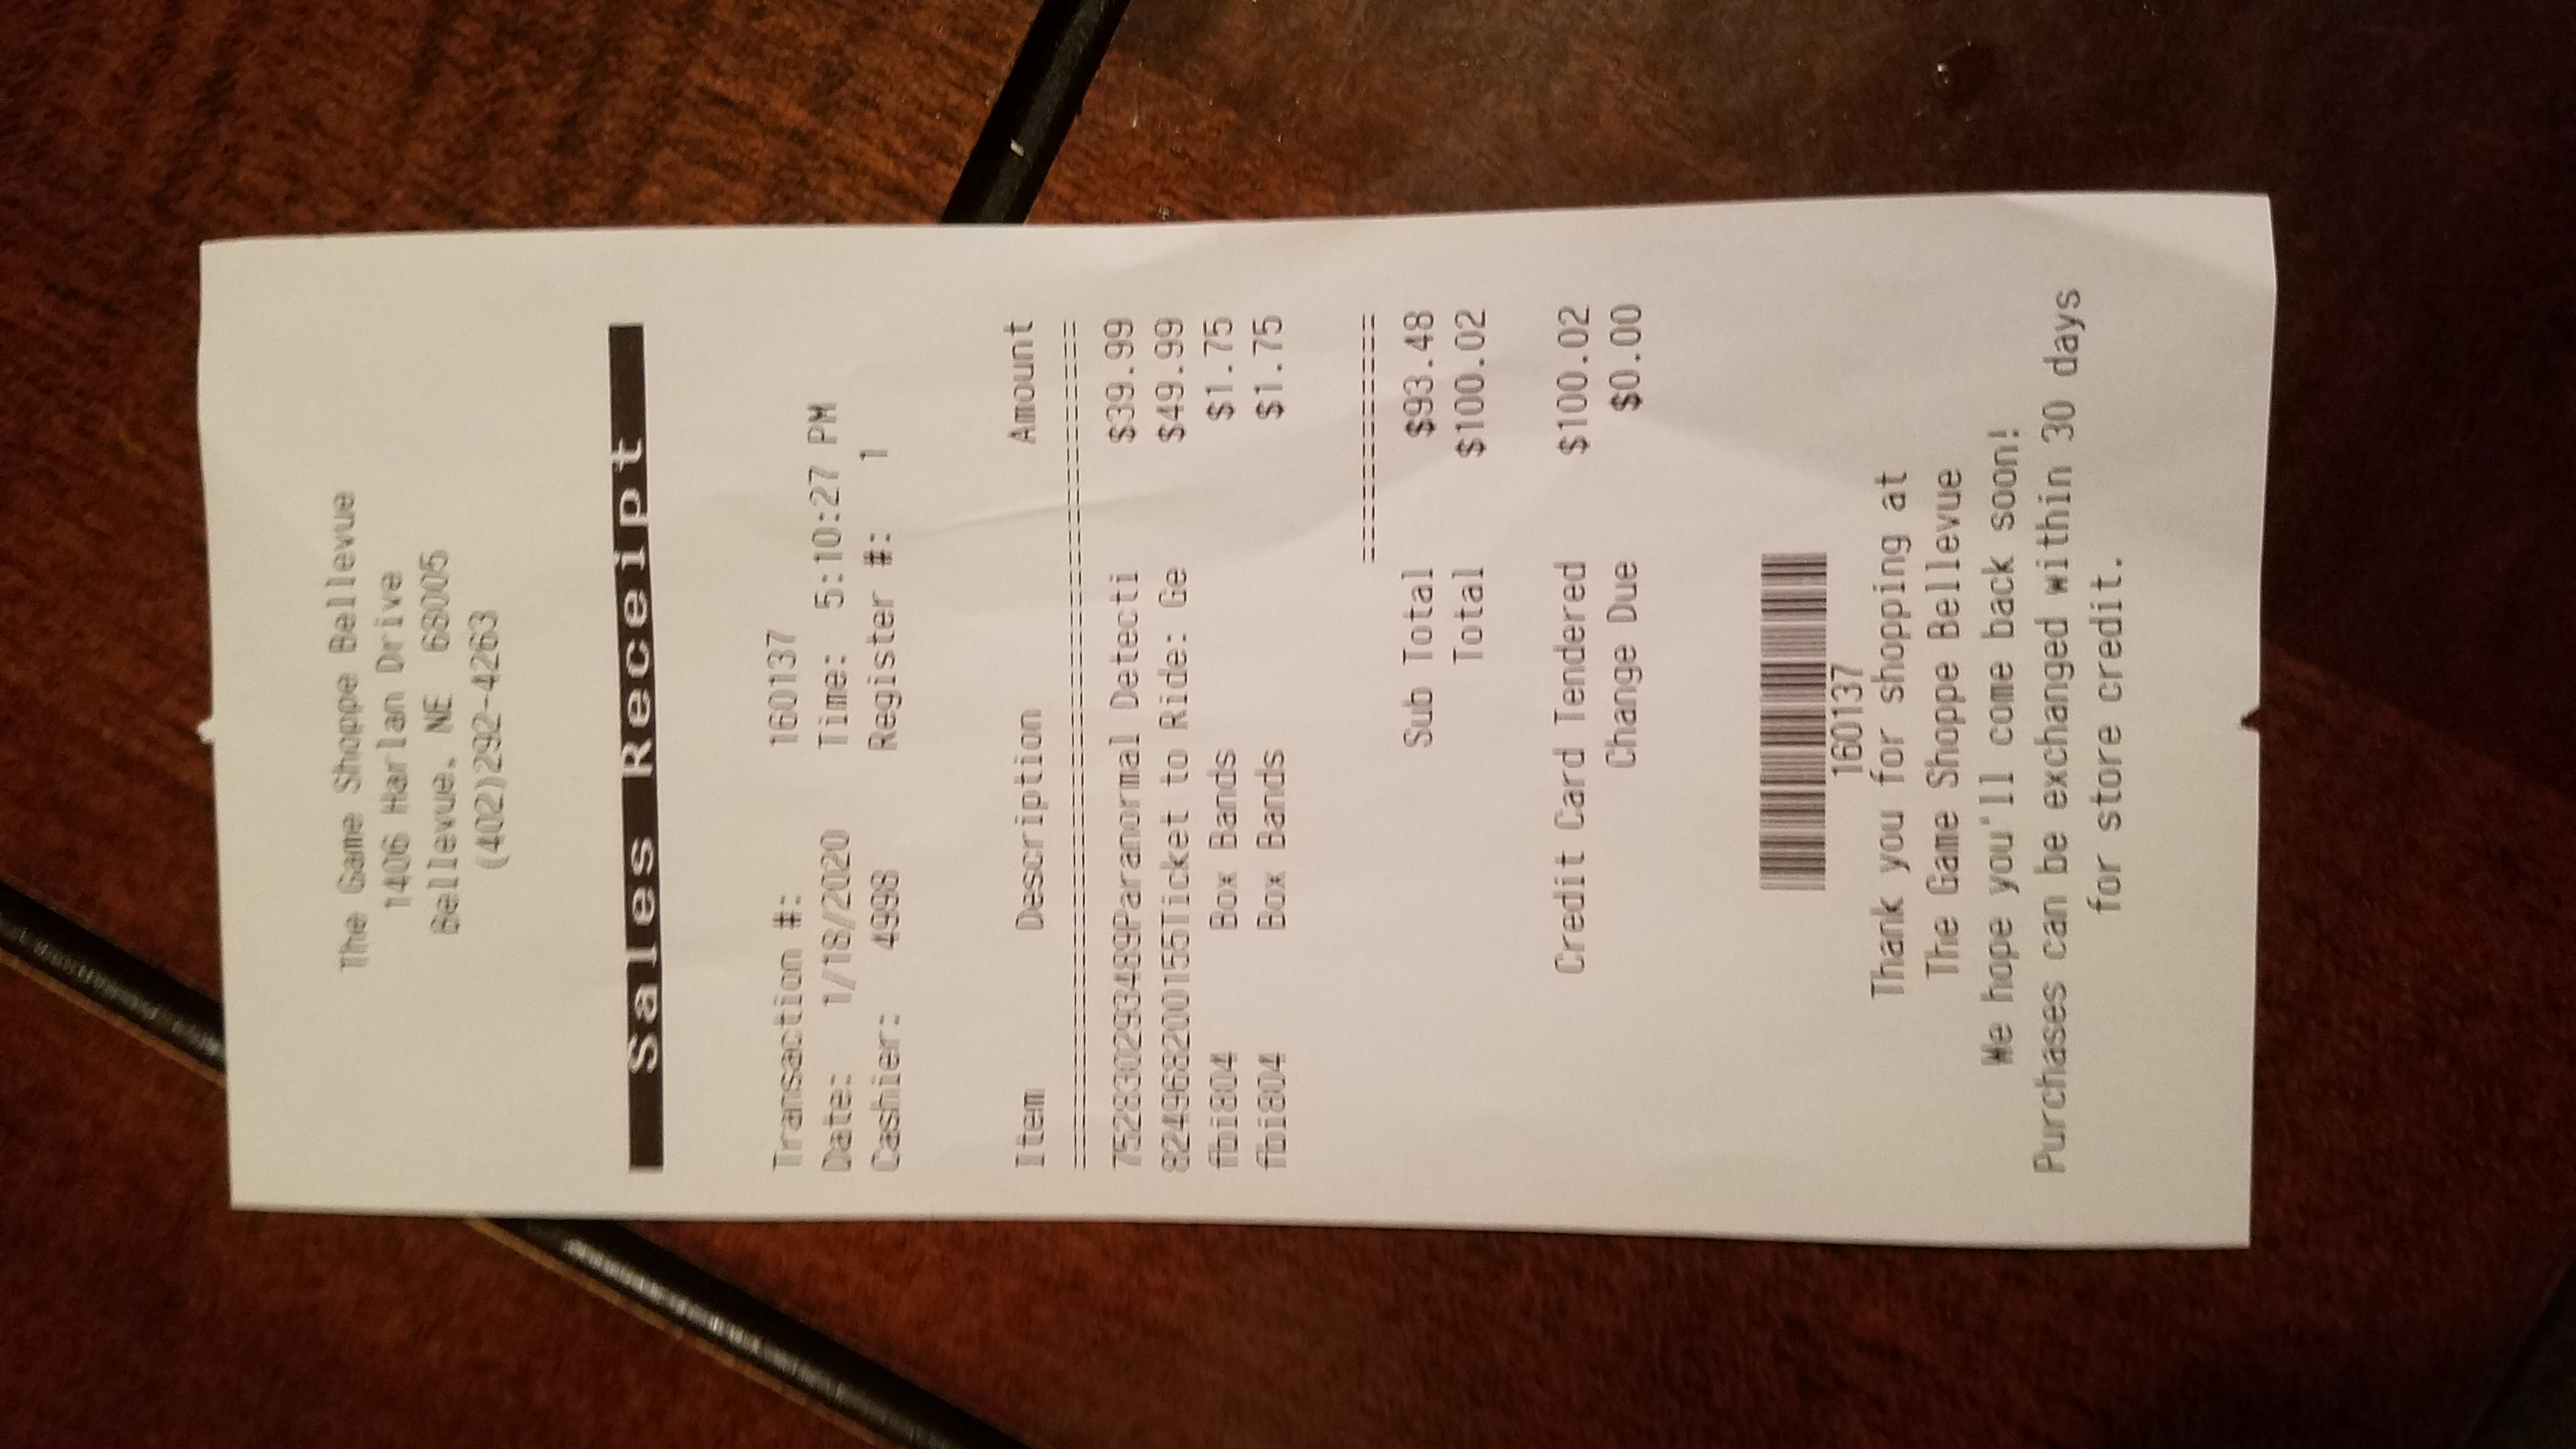 The Game Shoppe Bellevue
1406 Harlan Drive
Bellevue, NE 68005
(402)292-4263
Sales Receipt
Transaction #: 160137
Date: 1/18/2020 Time: 5:10:27 PM
Cashier: 4998 Register #: 1
Item Description Amount
752830293489Paranormal Detecti $39.99
824968200155Ticket to Ride: Ge $49.99
fbi804 Box Bands $1.75
fbi804 Box Bands $1.75
Sub Total $93.48
Total $100.02
Credit Card Tendered $100.02
Change Due $0.00
160137
Thank you for shopping at
The Game Shoppe Bellevue
We hope you'll come back soon!
Purchases can be exchanged within 30 days
for store credit.